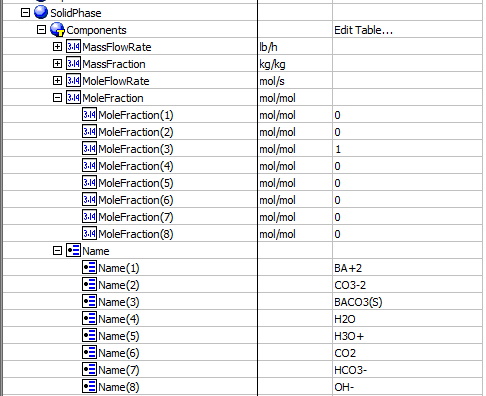 SolidPhase
Components Edit Table...
MassFlowRate lb/h
MassFraction kg/kg
MoleFlowRate mol/s
MoleFraction mol/mol
MoleFraction(1) mol/mol 0
MoleFraction(2) mol/mol 0
MoleFraction(3) mol/mol 1
MoleFraction(4) mol/mol 0
MoleFraction(5) mol/mol 0
MoleFraction(6) mol/mol 0
MoleFraction(7) mol/mol 0
MoleFraction(8) mol/mol 0
Name
Name(1) BA+2
Name(2) CO3-2
Name(3) BACO3(S)
Name(4) H2O
Name(5) H3O+
Name(6) CO2
Name(7) HCO3-
Name(8) OH-